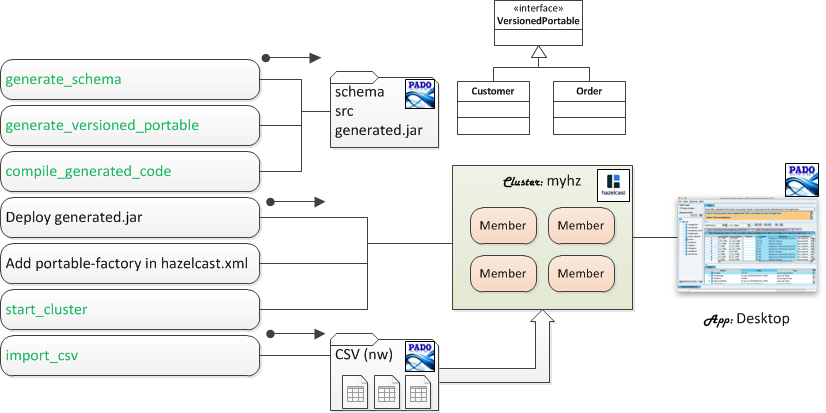 «interface»
VersionedPortable
Customer
Order
generate_schema
generate_versioned_portable
compile_generated_code
Deploy generated.jar
Add portable-factory in hazelcast.xml
start_cluster
import_csv
PADO
schema
src
generated.jar
Cluster: myhz
hazelcast
Member
Member
Member
Member
PADO
CSV (nw)
PADO
App: Desktop